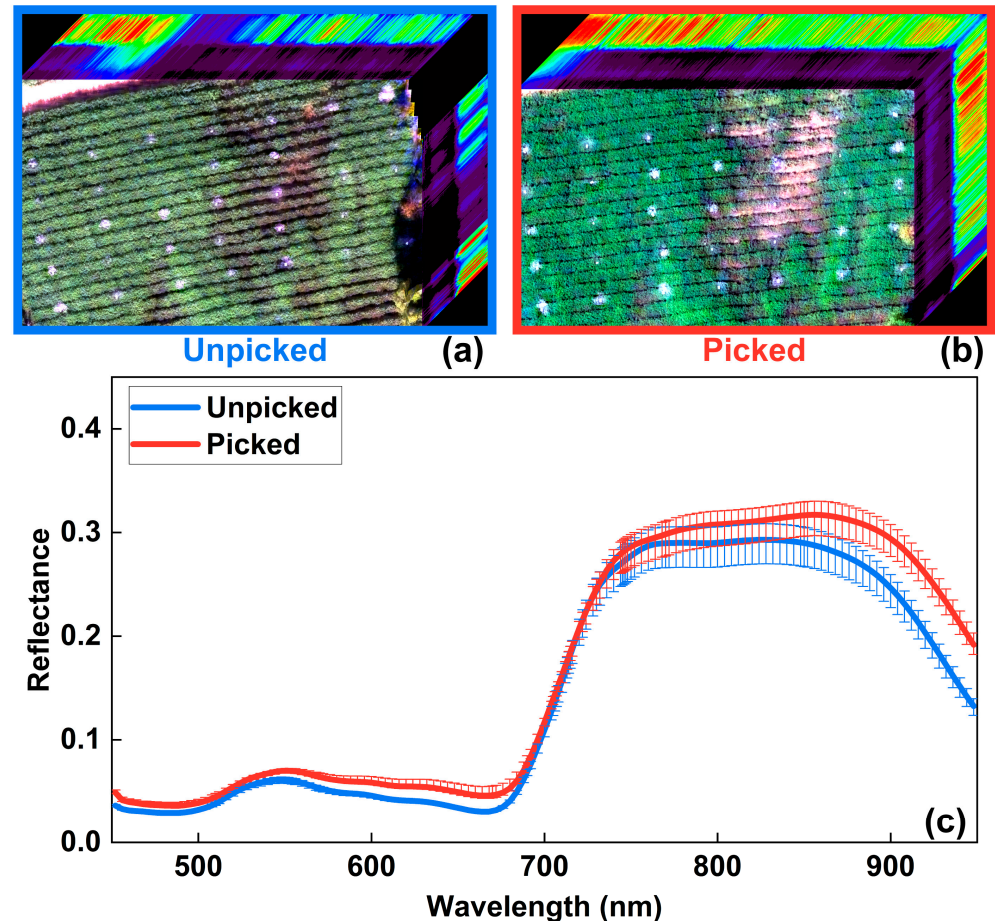 Unpicked (a)
Picked (b)
Unpicked
Picked
0.4
0.3
0.2
0.1
0.0
Reflectance
500 600 700 800 900
Wavelength (nm)
(c)